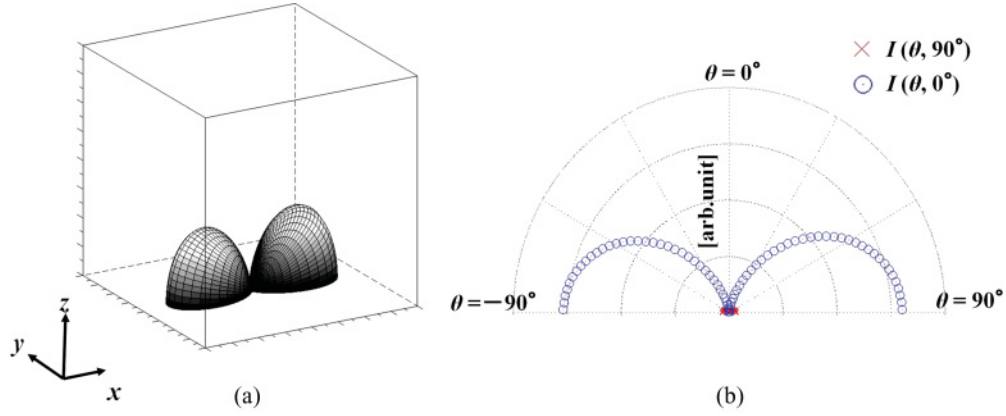 I (θ, 90°)
I (θ, 0°)
θ = 0°
[arb.unit]
θ = −90°
θ = 90°
z
y
x
(a)
(b)